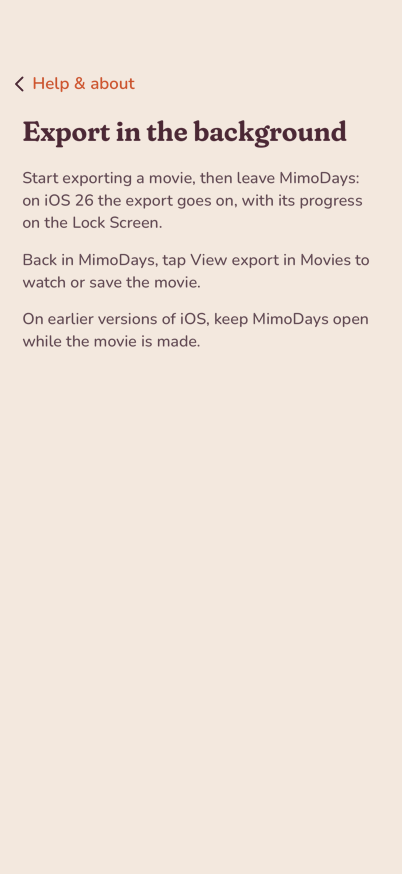 Help & about
Export in the background
Start exporting a movie, then leave MimoDays:
on iOS 26 the export goes on, with its progress
on the Lock Screen.
Back in MimoDays, tap View export in Movies to
watch or save the movie.
On earlier versions of iOS, keep MimoDays open
while the movie is made.